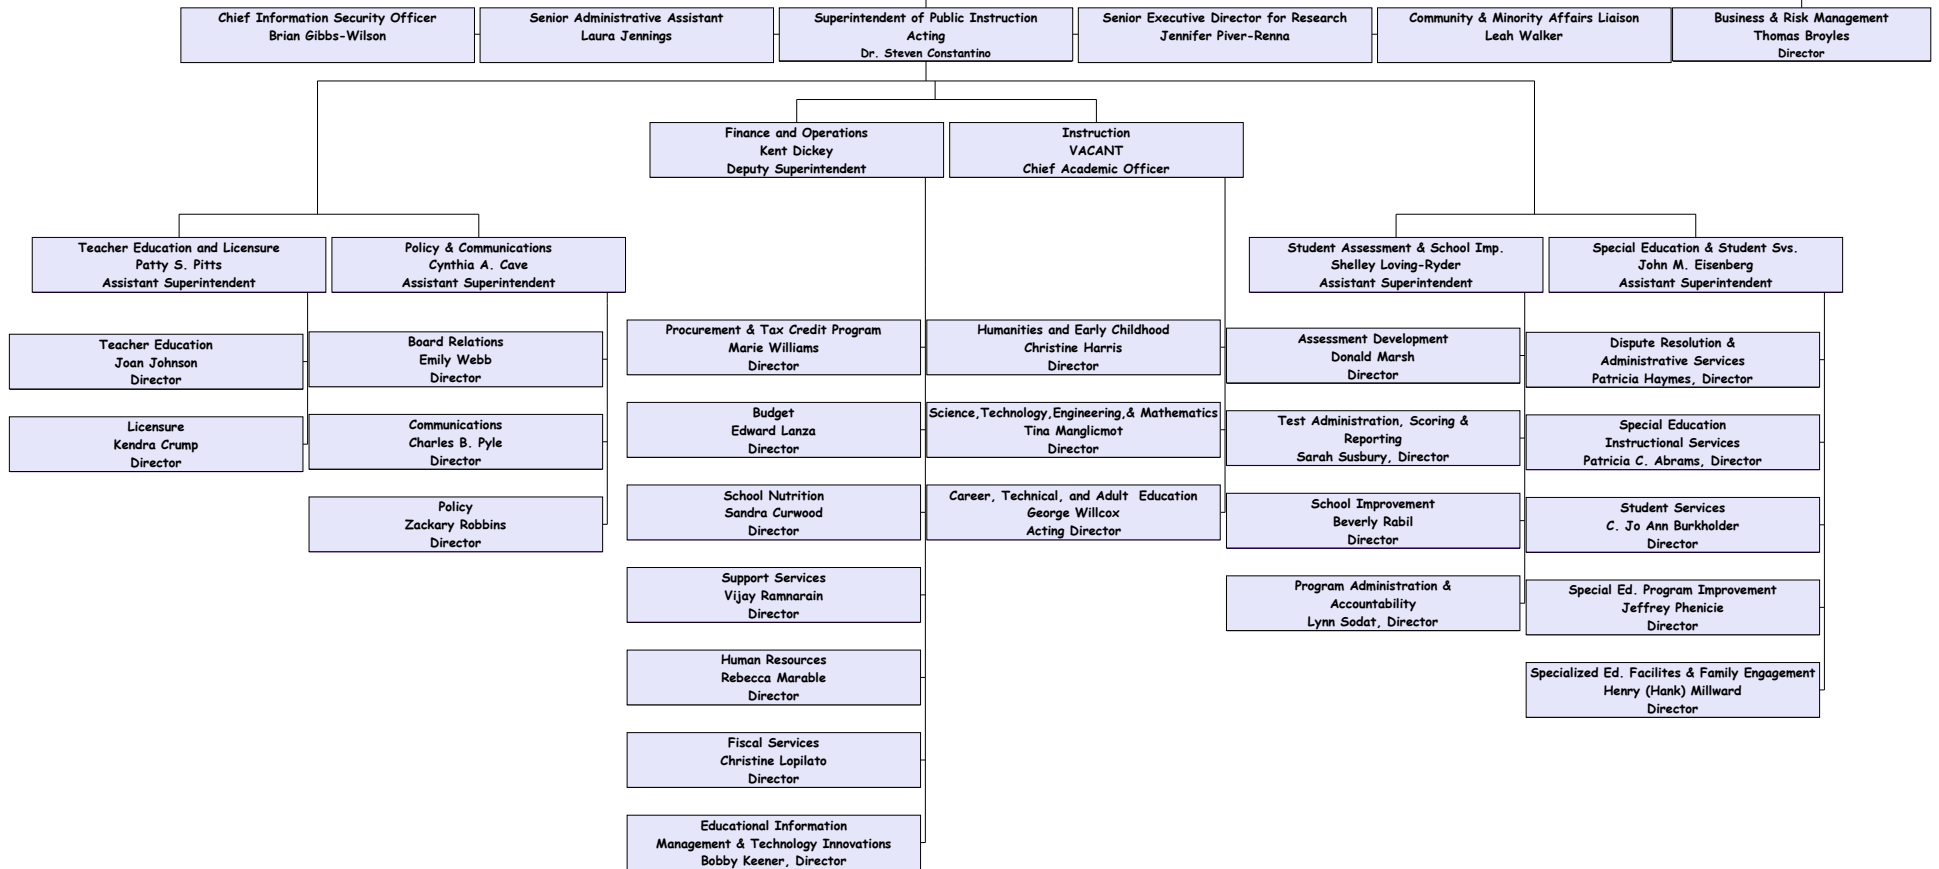 Chief Information Security Officer
Brian Gibbs-Wilson
Senior Administrative Assistant
Laura Jennings
Superintendent of Public Instruction
Acting
Dr. Steven Constantino
Senior Executive Director for Research
Jennifer Piver-Renna
Community & Minority Affairs Liaison
Leah Walker
Business & Risk Management
Thomas Broyles
Director
Finance and Operations
Kent Dickey
Deputy Superintendent
Instruction
VACANT
Chief Academic Officer
Teacher Education and Licensure
Patty S. Pitts
Assistant Superintendent
Policy & Communications
Cynthia A. Cave
Assistant Superintendent
Student Assessment & School Imp.
Shelley Loving-Ryder
Assistant Superintendent
Special Education & Student Svs.
John M. Eisenberg
Assistant Superintendent
Teacher Education
Joan Johnson
Director
Licensure
Kendra Crump
Director
Board Relations
Emily Webb
Director
Communications
Charles B. Pyle
Director
Policy
Zackary Robbins
Director
Procurement & Tax Credit Program
Marie Williams
Director
Budget
Edward Lanza
Director
School Nutrition
Sandra Curwood
Director
Support Services
Vijay Ramnarain
Director
Human Resources
Rebecca Marable
Director
Fiscal Services
Christine Lopilato
Director
Educational Information
Management & Technology Innovations
Bobby Keener, Director
Humanities and Early Childhood
Christine Harris
Director
Science,Technology,Engineering,& Mathematics
Tina Manglicmot
Director
Career, Technical, and Adult  Education
George Willcox
Acting Director
Assessment Development
Donald Marsh
Director
Test Administration, Scoring &
Reporting
Sarah Susbury, Director
School Improvement
Beverly Rabil
Director
Program Administration &
Accountability
Lynn Sodat, Director
Dispute Resolution &
Administrative Services
Patricia Haymes, Director
Special Education
Instructional Services
Patricia C. Abrams, Director
Student Services
C. Jo Ann Burkholder
Director
Special Ed. Program Improvement
Jeffrey Phenicie
Director
Specialized Ed. Facilites & Family Engagement
Henry (Hank) Millward
Director